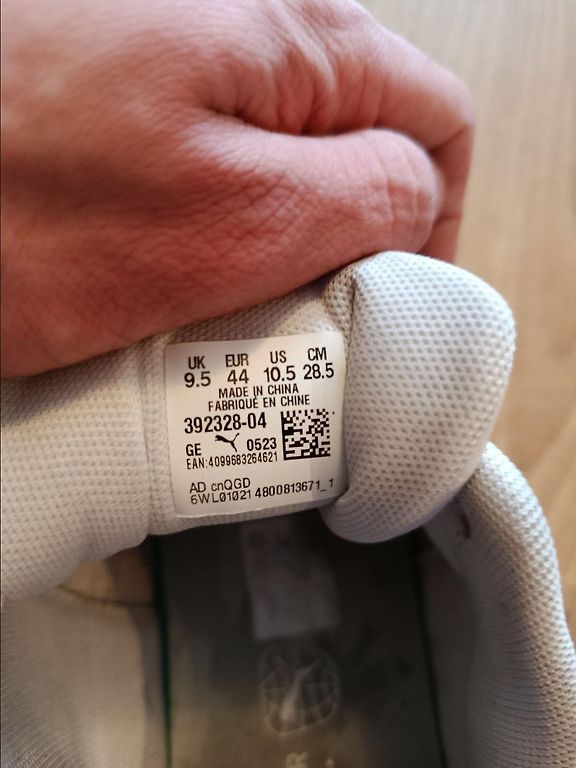 UK EUR US CM
9.5 44 10.5 28.5
MADE IN CHINA
FABRIQUÉ EN CHINE
392328-04
GE 0523
EAN:4099683264621
AD cnQGD
6WL01021 4800813671_1
R